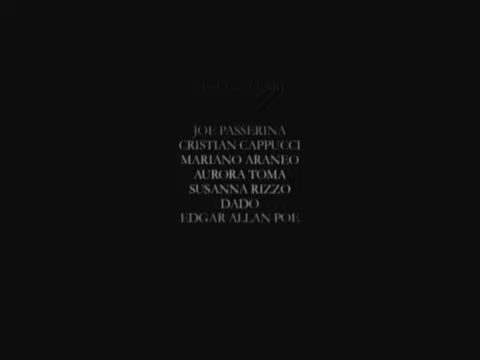 JOE PASSERINA
CRISTIAN CAPPUCCI
MARIANO ARANEO
AURORA TOMA
SUSANNA RIZZO
DADO
EDGAR ALLAN POE